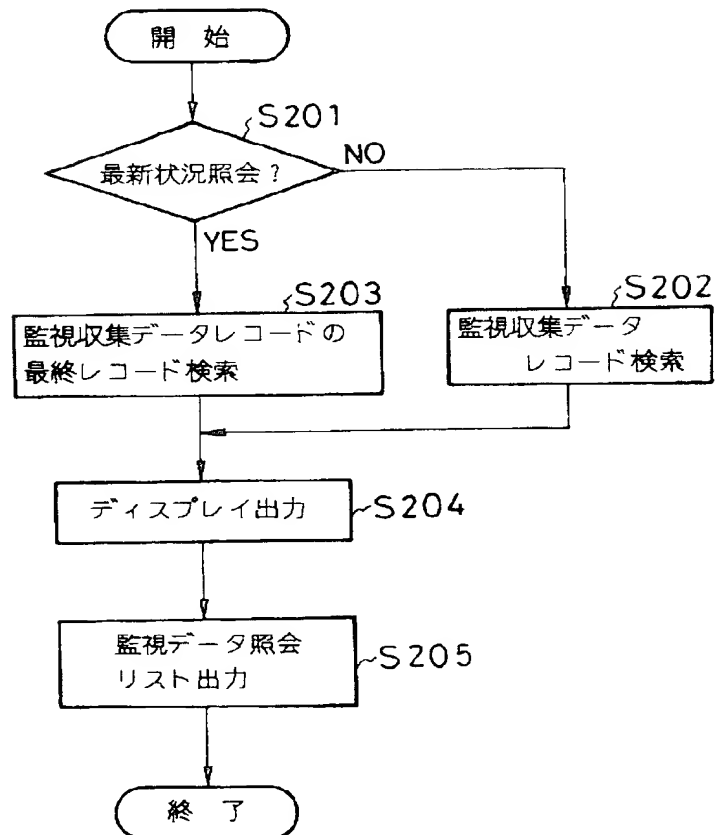 開始
S201
最新状況照会?
NO
YES
S203
監視収集データレコードの
最終レコード検索
S202
監視収集データ
レコード検索
ディスプレイ出力
S204
監視データ照会
リスト出力
S205
終了